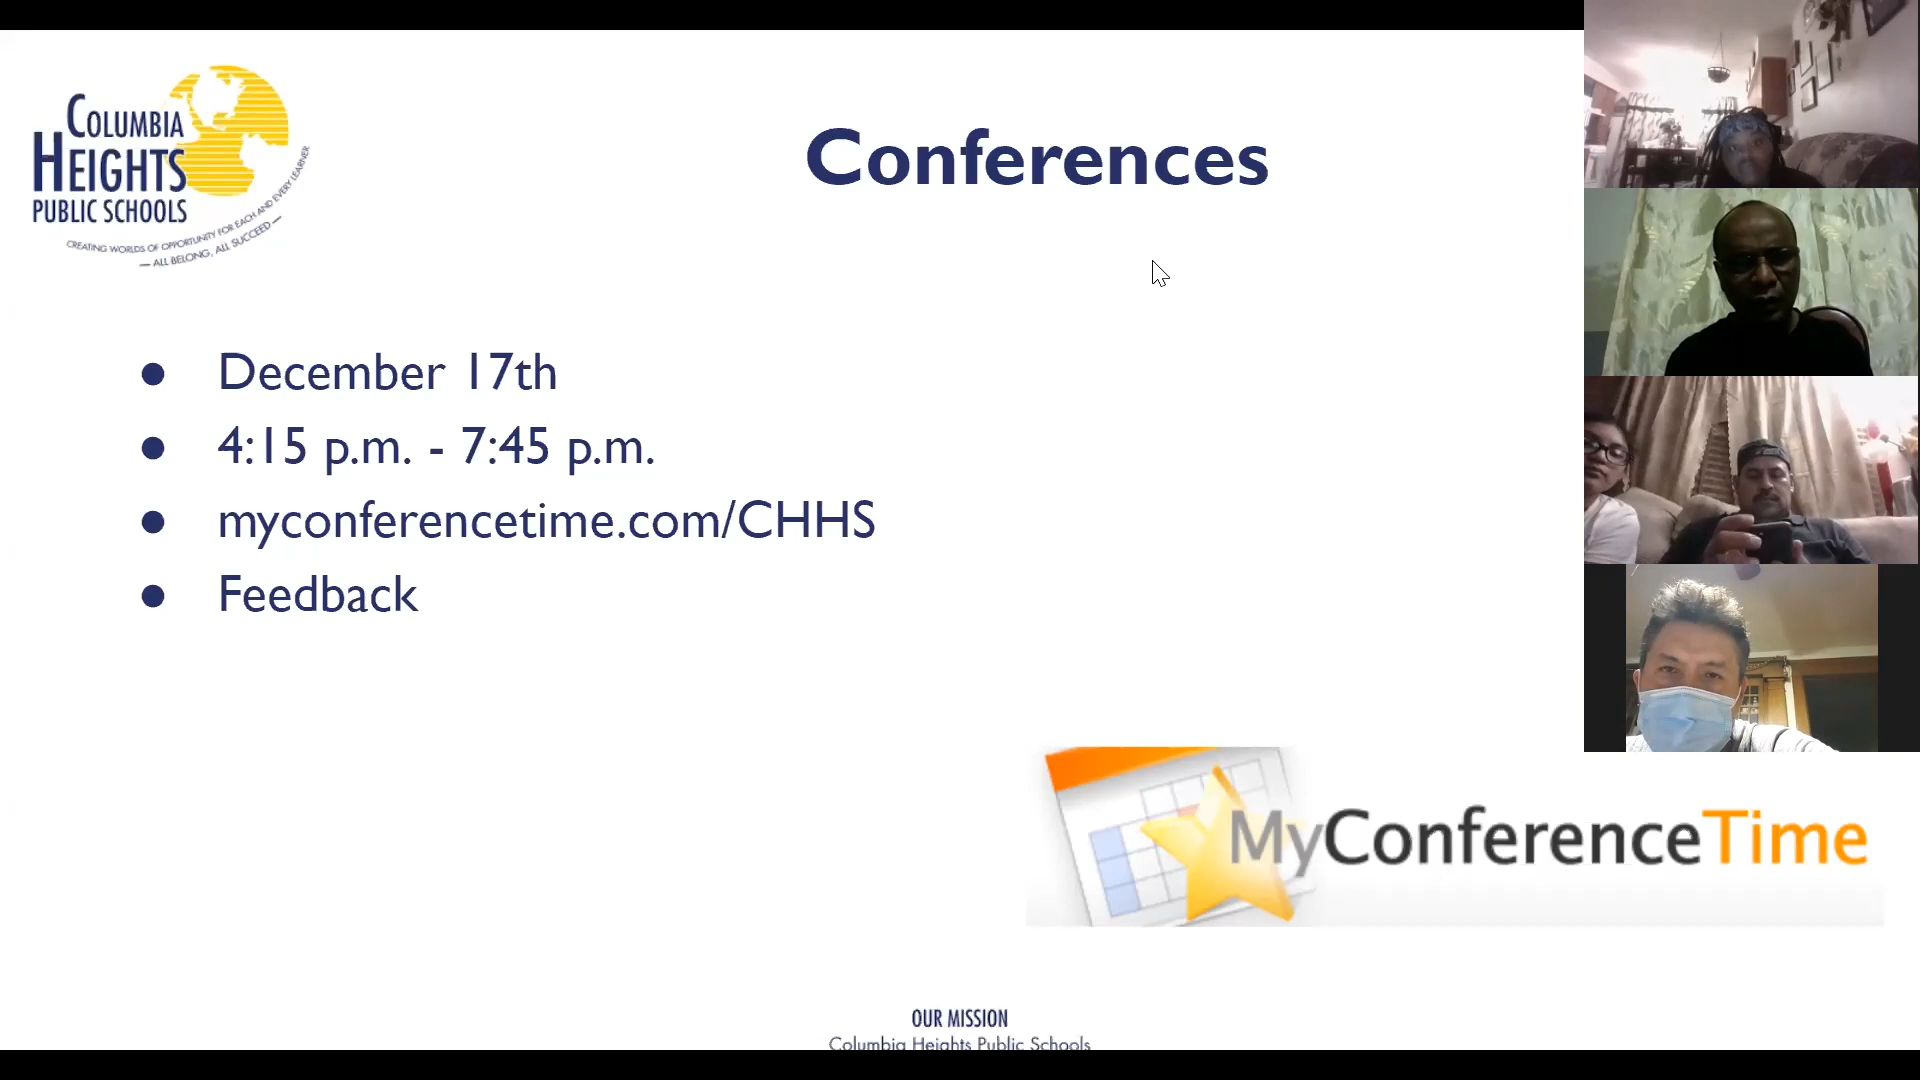 COLUMBIA
HEIGHTS
PUBLIC SCHOOLS
CREATING WORLDS OF OPPORTUNITY FOR EACH AND EVERY LEARNER
— ALL BELONG, ALL SUCCEED —
Conferences
● December 17th
● 4:15 p.m. - 7:45 p.m.
● myconferencetime.com/CHHS
● Feedback
MyConferenceTime
OUR MISSION
Columbia Heights Public Schools